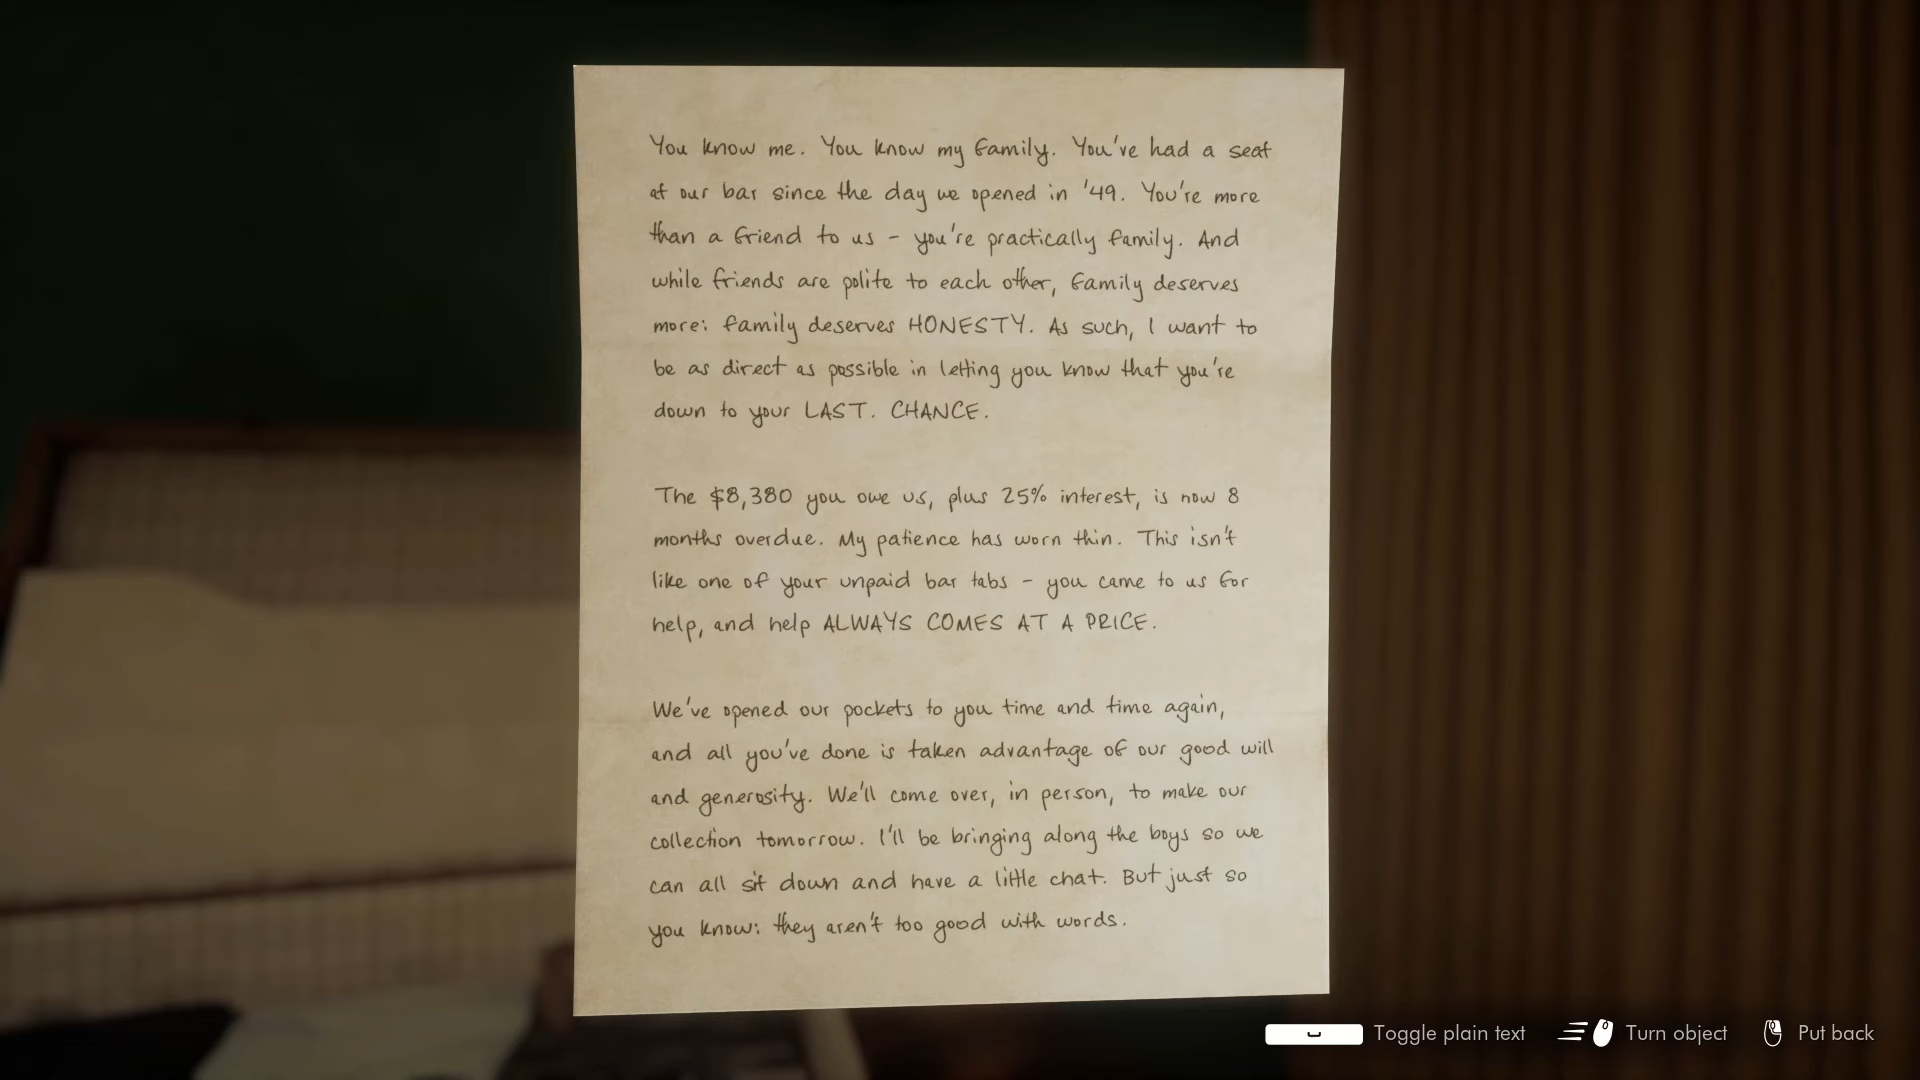 You know me. You know my family. You've had a seat
at our bar since the day we opened in '49. You're more
than a friend to us - you're practically family. And
while friends are polite to each other, family deserves
more: family deserves HONESTY. As such, I want to
be as direct as possible in letting you know that you're
down to your LAST. CHANCE.
The $8,380 you owe us, plus 25% interest, is now 8
months overdue. My patience has worn thin. This isn't
like one of your unpaid bar tabs - you came to us for
help, and help ALWAYS COMES AT A PRICE.
We've opened our pockets to you time and time again,
and all you've done is taken advantage of our good will
and generosity. We'll come over, in person, to make our
collection tomorrow. I'll be bringing along the boys so we
can all sit down and have a little chat. But just so
you know: they aren't too good with words.
Toggle plain text Turn object Put back